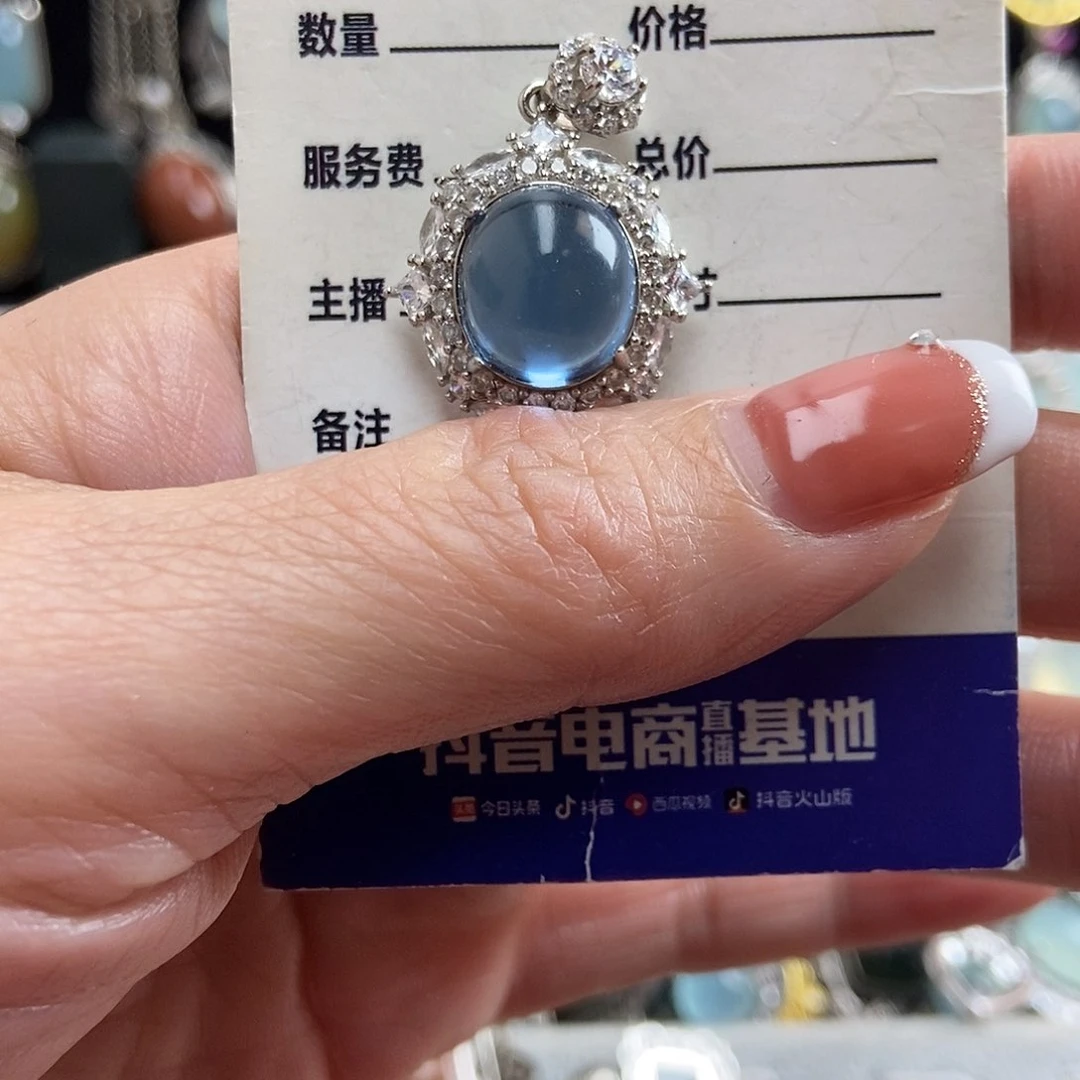 数量 价格
服务费 总价
主播
备注
抖音电商直播基地
今日头条 抖音 西瓜视频 抖音火山版